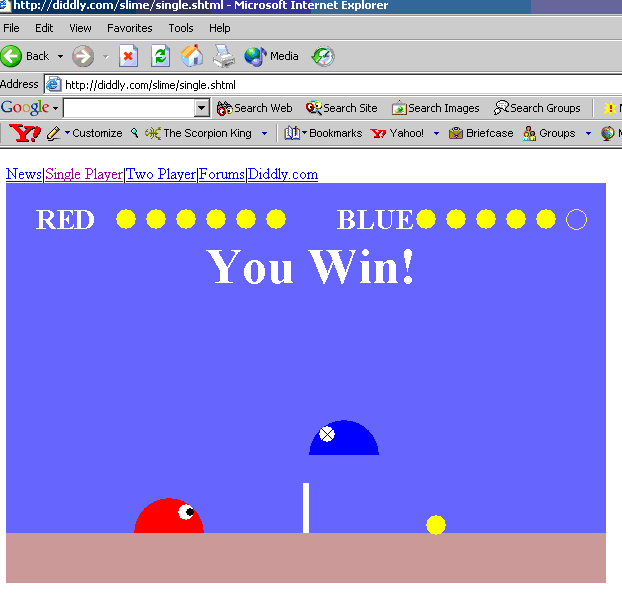 http://diddly.com/slime/single.shtml - Microsoft Internet Explorer
File Edit View Favorites Tools Help
Back Media
Address http://diddly.com/slime/single.shtml
Google Search Web Search Site Search Images Search Groups
Y! Customize The Scorpion King Bookmarks Yahoo! Briefcase Groups
News|Single Player|Two Player|Forums|Diddly.com
RED BLUE
You Win!